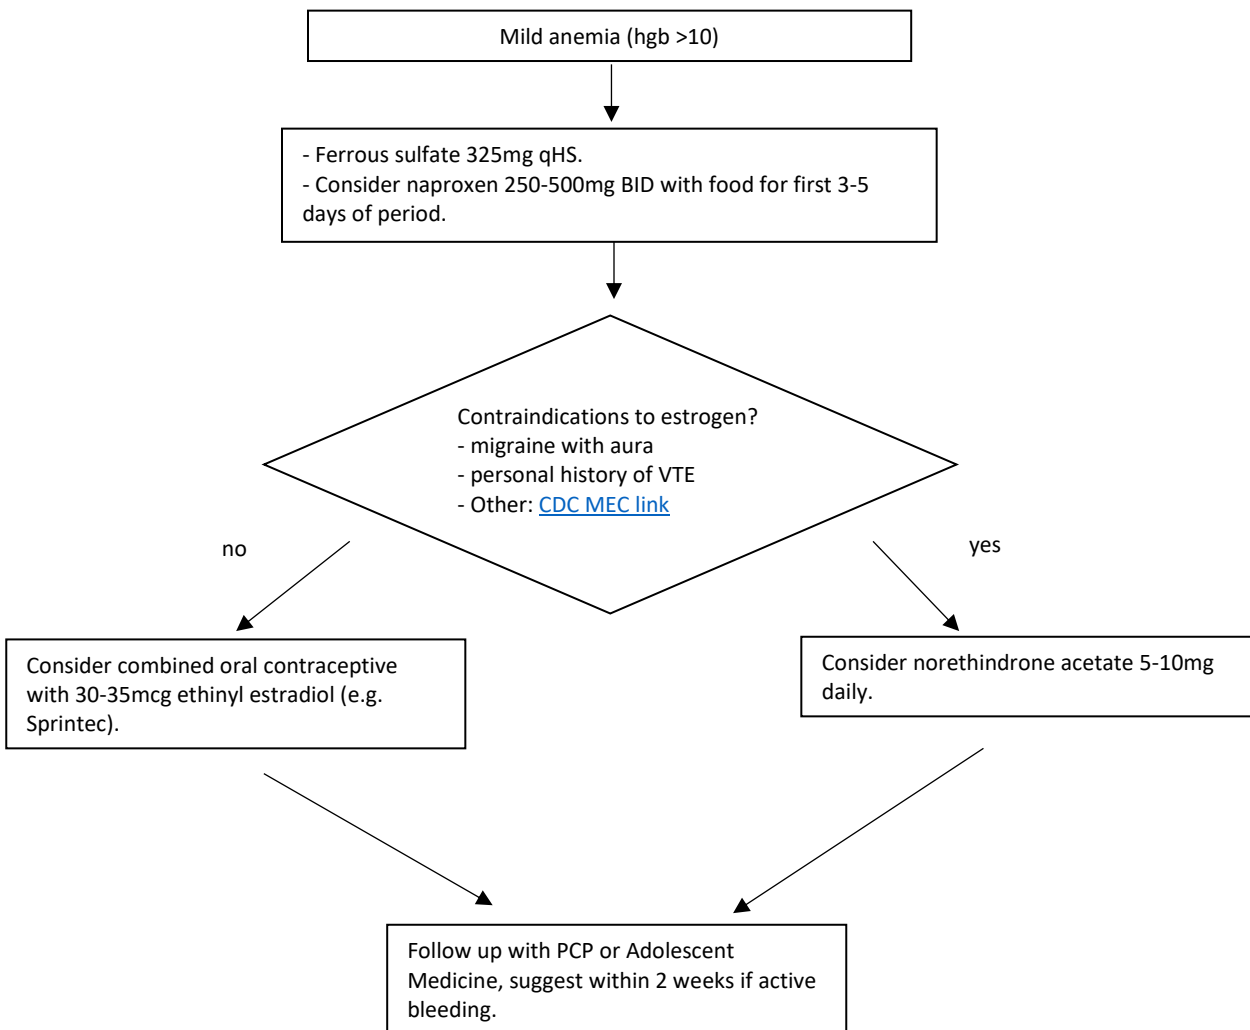 Mild anemia (hgb >10)
- Ferrous sulfate 325mg qHS.
- Consider naproxen 250-500mg BID with food for first 3-5
days of period.
Contraindications to estrogen?
- migraine with aura
- personal history of VTE
- Other: CDC MEC link
no
yes
Consider combined oral contraceptive
with 30-35mcg ethinyl estradiol (e.g.
Sprintec).
Consider norethindrone acetate 5-10mg
daily.
Follow up with PCP or Adolescent
Medicine, suggest within 2 weeks if active
bleeding.